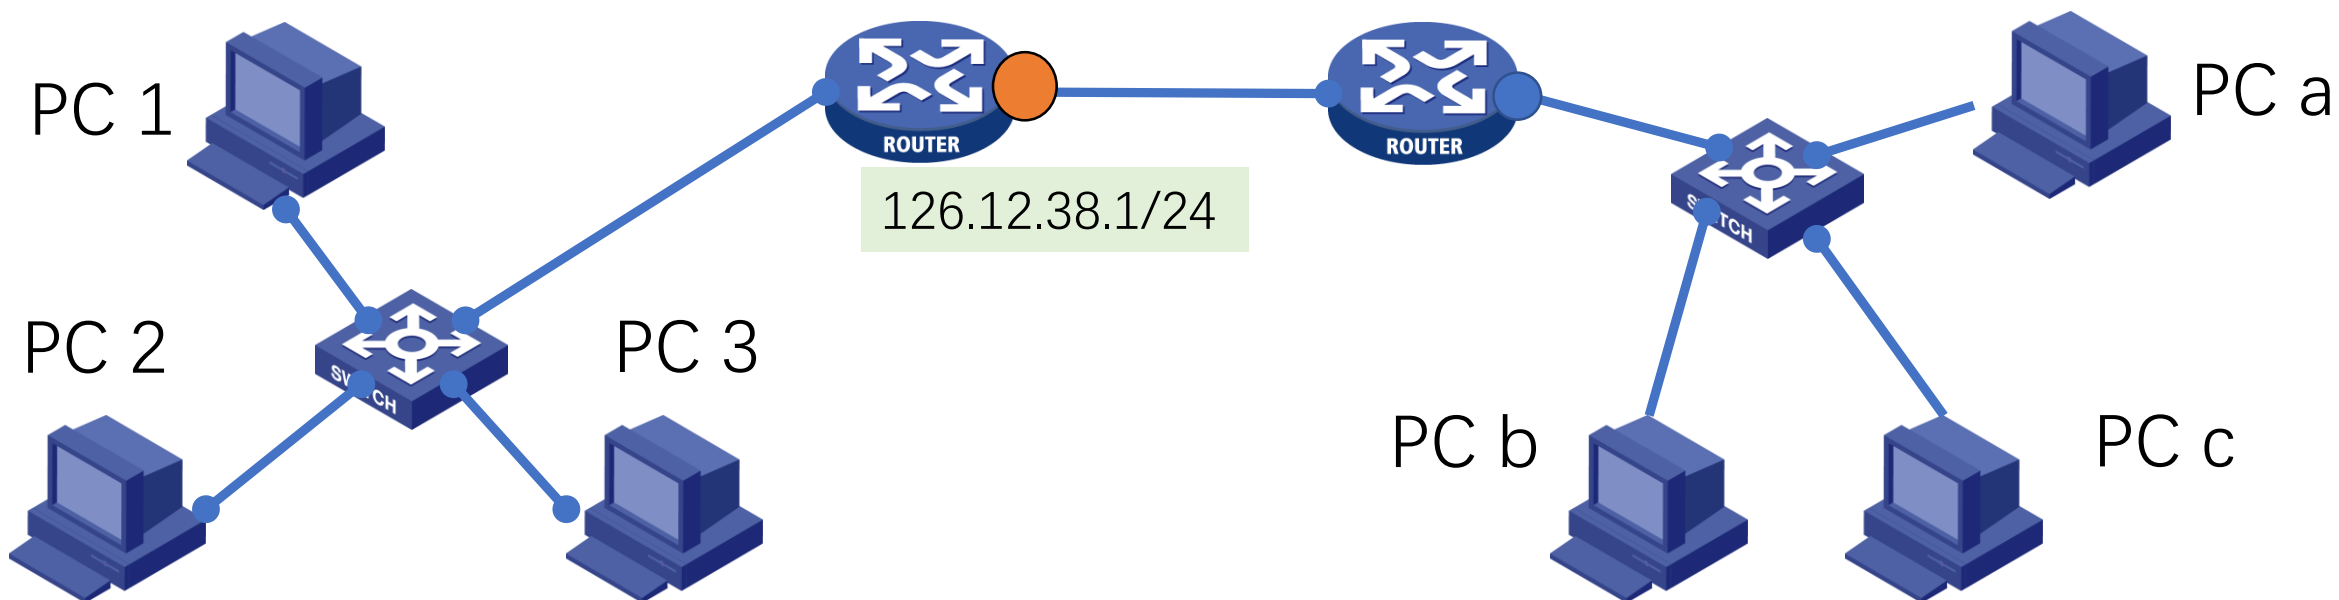 PC 1
ROUTER
ROUTER
PC a
126.12.38.1/24
PC 2
PC 3
PC b
PC c